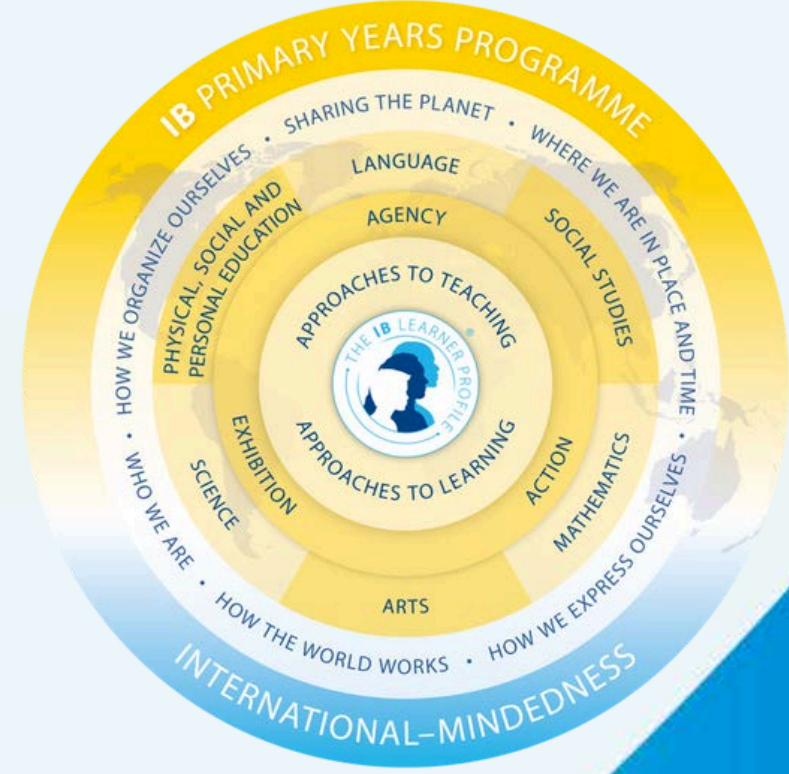 IB PRIMARY YEARS PROGRAMME
SHARING THE PLANET • WHERE WE ARE IN PLACE AND TIME • HOW WE EXPRESS OURSELVES • HOW THE WORLD WORKS • WHO WE ARE • HOW WE ORGANIZE OURSELVES •
LANGUAGE
SOCIAL STUDIES
MATHEMATICS
ARTS
SCIENCE
PHYSICAL, SOCIAL AND
PERSONAL EDUCATION
AGENCY
ACTION
EXHIBITION
APPROACHES TO TEACHING
THE IB LEARNER PROFILE
®
APPROACHES TO LEARNING
INTERNATIONAL–MINDEDNESS